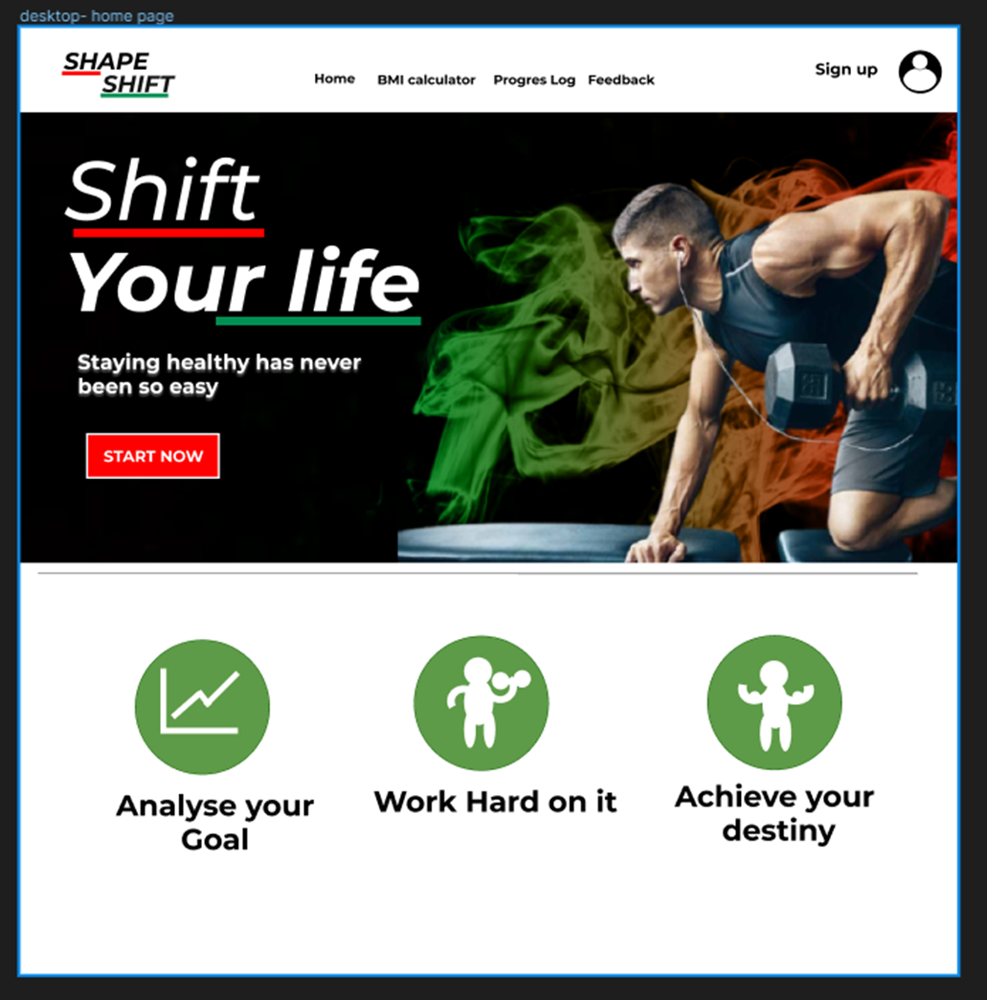 desktop- home page
SHAPE
SHIFT
Home BMI calculator Progres Log Feedback
Sign up
Shift
Your life
Staying healthy has never
been so easy
START NOW
Analyse your
Goal
Work Hard on it
Achieve your
destiny